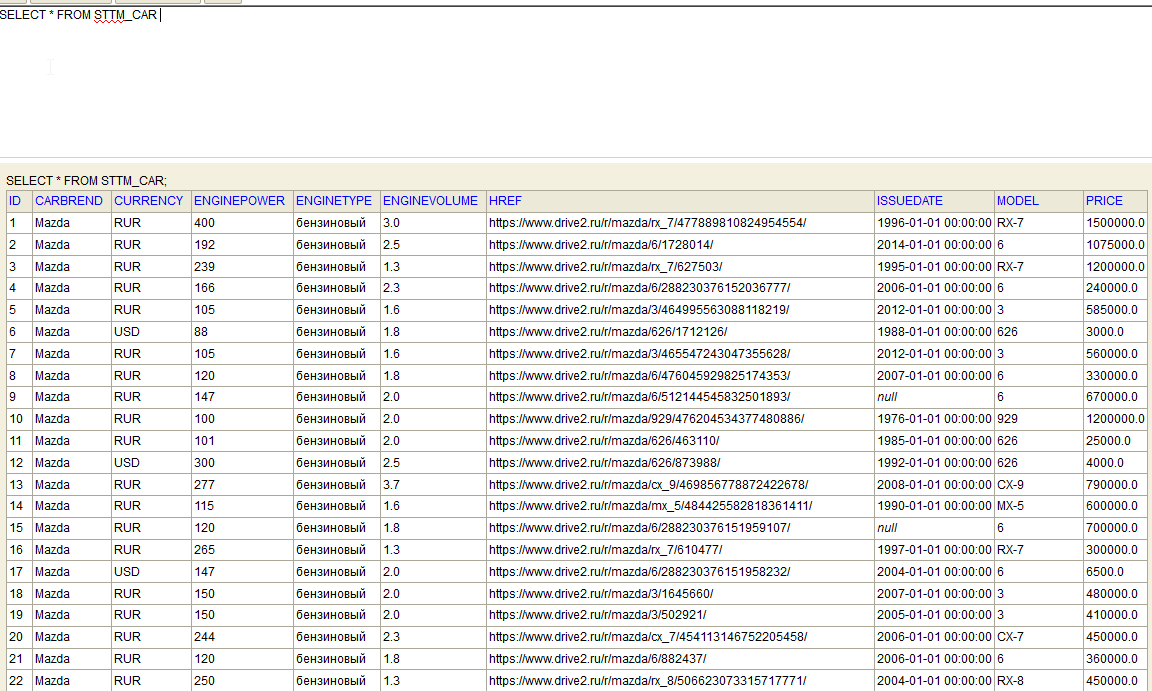 SELECT * FROM STTM_CAR
SELECT * FROM STTM_CAR;
ID CARBREND CURRENCY ENGINEPOWER ENGINETYPE ENGINEVOLUME HREF ISSUEDATE MODEL PRICE
1 Mazda RUR 400 бензиновый 3.0 https://www.drive2.ru/r/mazda/rx_7/477889810824954554/ 1996-01-01 00:00:00 RX-7 1500000.0
2 Mazda RUR 192 бензиновый 2.5 https://www.drive2.ru/r/mazda/6/1728014/ 2014-01-01 00:00:00 6 1075000.0
3 Mazda RUR 239 бензиновый 1.3 https://www.drive2.ru/r/mazda/rx_7/627503/ 1995-01-01 00:00:00 RX-7 1200000.0
4 Mazda RUR 166 бензиновый 2.3 https://www.drive2.ru/r/mazda/6/288230376152036777/ 2006-01-01 00:00:00 6 240000.0
5 Mazda RUR 105 бензиновый 1.6 https://www.drive2.ru/r/mazda/3/464995563088118219/ 2012-01-01 00:00:00 3 585000.0
6 Mazda USD 88 бензиновый 1.8 https://www.drive2.ru/r/mazda/626/1712126/ 1988-01-01 00:00:00 626 3000.0
7 Mazda RUR 105 бензиновый 1.6 https://www.drive2.ru/r/mazda/3/465547243047355628/ 2012-01-01 00:00:00 3 560000.0
8 Mazda RUR 120 бензиновый 1.8 https://www.drive2.ru/r/mazda/6/476045929825174353/ 2007-01-01 00:00:00 6 330000.0
9 Mazda RUR 147 бензиновый 2.0 https://www.drive2.ru/r/mazda/6/512144545832501893/ null 6 670000.0
10 Mazda RUR 100 бензиновый 2.0 https://www.drive2.ru/r/mazda/929/476204534377480886/ 1976-01-01 00:00:00 929 1200000.0
11 Mazda RUR 101 бензиновый 2.0 https://www.drive2.ru/r/mazda/626/463110/ 1985-01-01 00:00:00 626 25000.0
12 Mazda USD 300 бензиновый 2.5 https://www.drive2.ru/r/mazda/626/873988/ 1992-01-01 00:00:00 626 4000.0
13 Mazda RUR 277 бензиновый 3.7 https://www.drive2.ru/r/mazda/cx_9/469856778872422678/ 2008-01-01 00:00:00 CX-9 790000.0
14 Mazda RUR 115 бензиновый 1.6 https://www.drive2.ru/r/mazda/mx_5/484425582818361411/ 1990-01-01 00:00:00 MX-5 600000.0
15 Mazda RUR 120 бензиновый 1.8 https://www.drive2.ru/r/mazda/6/288230376151959107/ null 6 700000.0
16 Mazda RUR 265 бензиновый 1.3 https://www.drive2.ru/r/mazda/rx_7/610477/ 1997-01-01 00:00:00 RX-7 300000.0
17 Mazda USD 147 бензиновый 2.0 https://www.drive2.ru/r/mazda/6/288230376151958232/ 2004-01-01 00:00:00 6 6500.0
18 Mazda RUR 150 бензиновый 2.0 https://www.drive2.ru/r/mazda/3/1645660/ 2007-01-01 00:00:00 3 480000.0
19 Mazda RUR 150 бензиновый 2.0 https://www.drive2.ru/r/mazda/3/502921/ 2005-01-01 00:00:00 3 410000.0
20 Mazda RUR 244 бензиновый 2.3 https://www.drive2.ru/r/mazda/cx_7/454113146752205458/ 2006-01-01 00:00:00 CX-7 450000.0
21 Mazda RUR 120 бензиновый 1.8 https://www.drive2.ru/r/mazda/6/882437/ 2006-01-01 00:00:00 6 360000.0
22 Mazda RUR 250 бензиновый 1.3 https://www.drive2.ru/r/mazda/rx_8/506623073315717771/ 2004-01-01 00:00:00 RX-8 450000.0